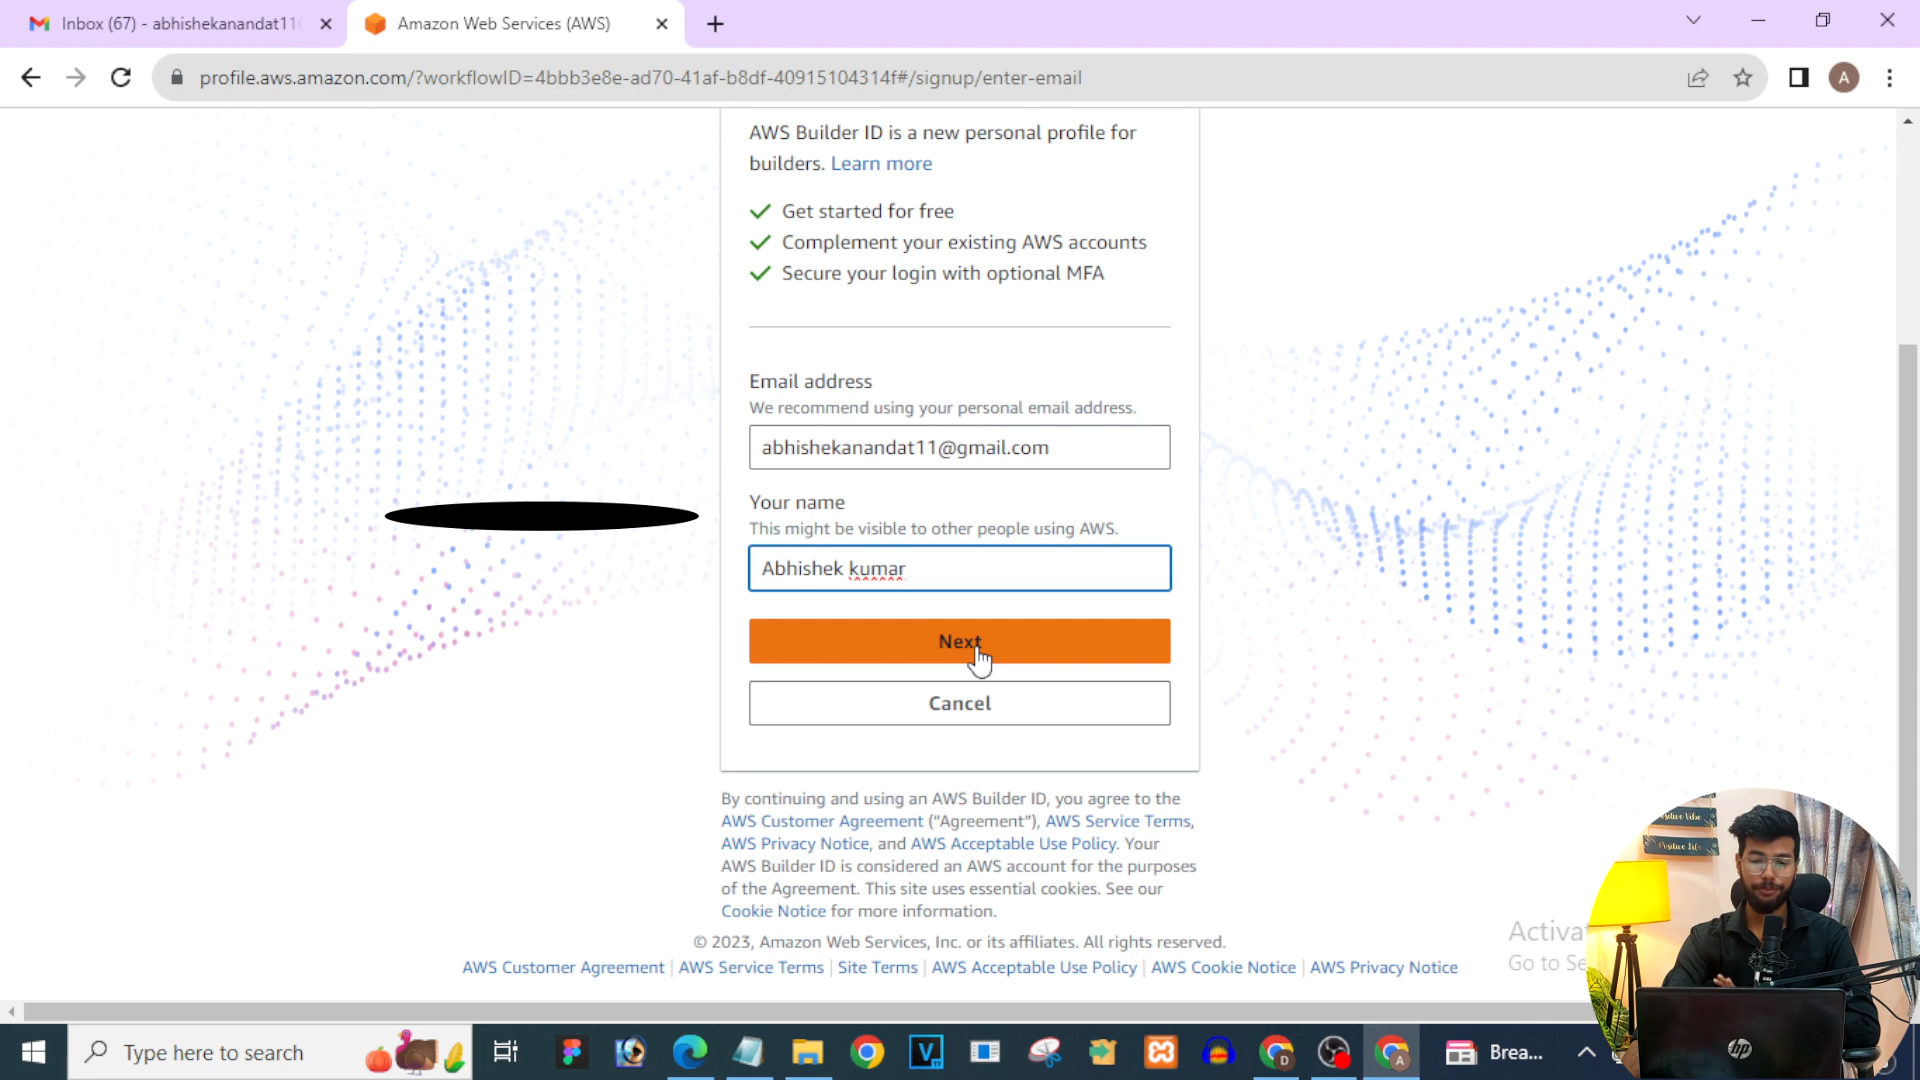 Inbox (67) - abhishekanandat11
Amazon Web Services (AWS)
profile.aws.amazon.com/?workflowID=4bbb3e8e-ad70-41af-b8df-40915104314f#/signup/enter-email
A
AWS Builder ID is a new personal profile for
builders. Learn more
Get started for free
Complement your existing AWS accounts
Secure your login with optional MFA
Email address
We recommend using your personal email address.
abhishekanandat11@gmail.com
Your name
This might be visible to other people using AWS.
Abhishek kumar
Next
Cancel
By continuing and using an AWS Builder ID, you agree to the
AWS Customer Agreement (“Agreement”), AWS Service Terms,
AWS Privacy Notice, and AWS Acceptable Use Policy. Your
AWS Builder ID is considered an AWS account for the purposes
of the Agreement. This site uses essential cookies. See our
Cookie Notice for more information.
© 2023, Amazon Web Services, Inc. or its affiliates. All rights reserved.
AWS Customer Agreement | AWS Service Terms | Site Terms | AWS Acceptable Use Policy | AWS Cookie Notice | AWS Privacy Notice
Activa
Go to Se
Positive Life
hp
Type here to search
Brea...